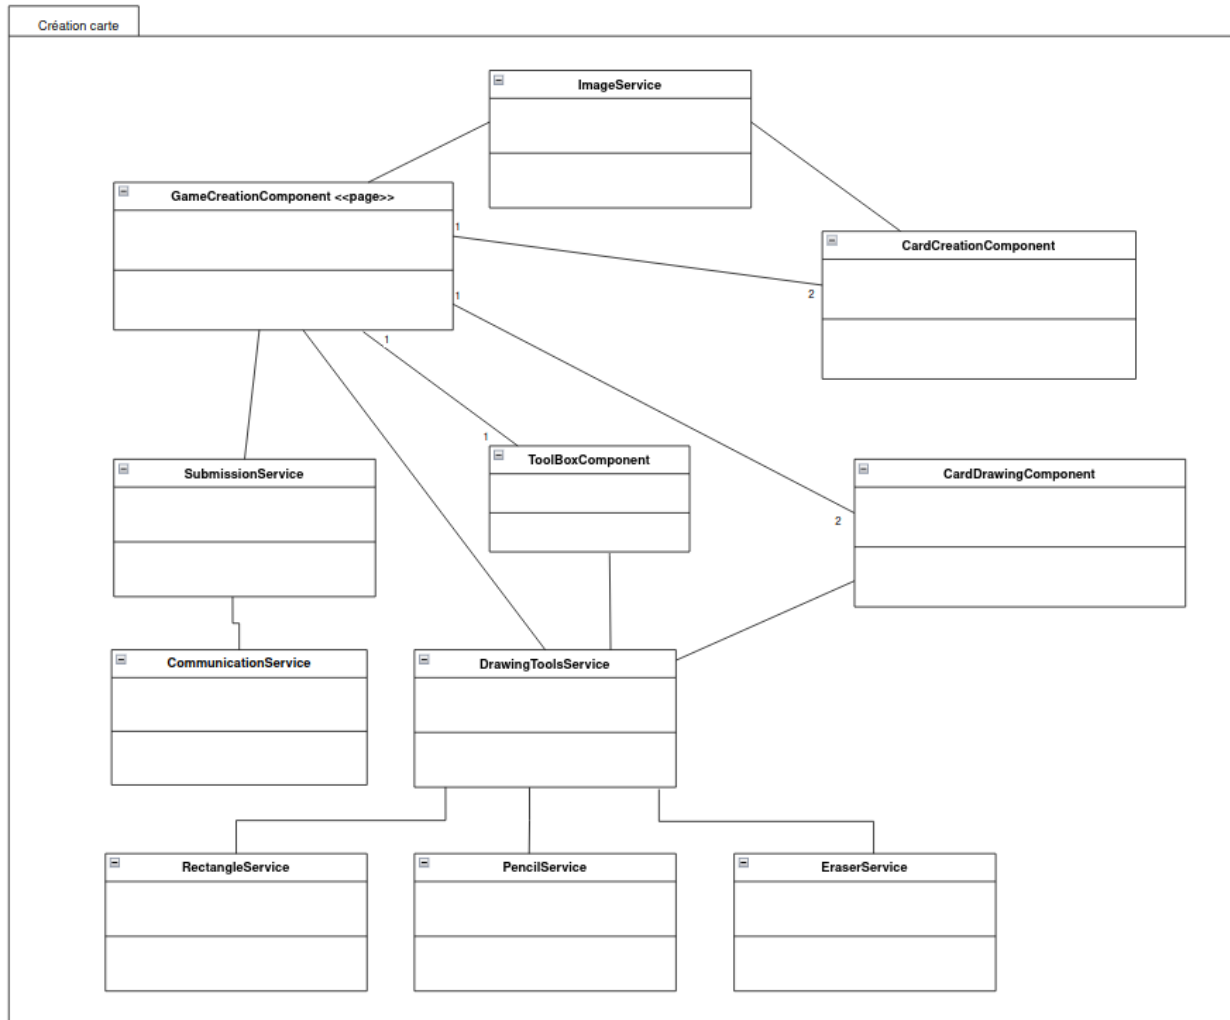 Création carte
ImageService
GameCreationComponent <<page>>
1
CardCreationComponent
2
1
1
1
ToolBoxComponent
SubmissionService
CardDrawingComponent
2
CommunicationService
DrawingToolsService
RectangleService
PencilService
EraserService